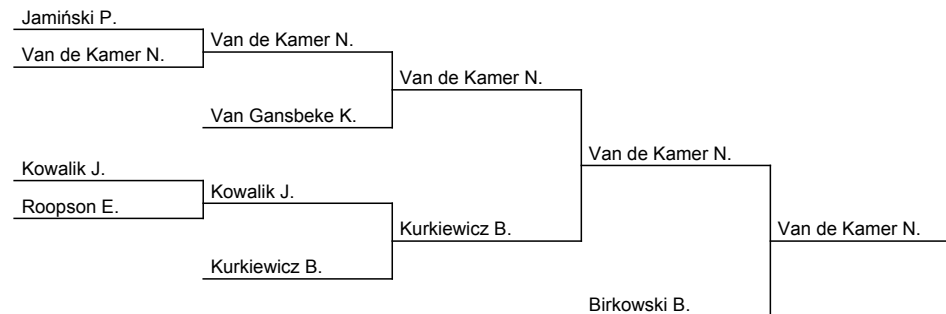 Jamiński P.
Van de Kamer N.
Van de Kamer N.
Van de Kamer N.
Van Gansbeke K.
Van de Kamer N.
Kowalik J.
Kowalik J.
Roopson E.
Kurkiewicz B.
Van de Kamer N.
Kurkiewicz B.
Birkowski B.